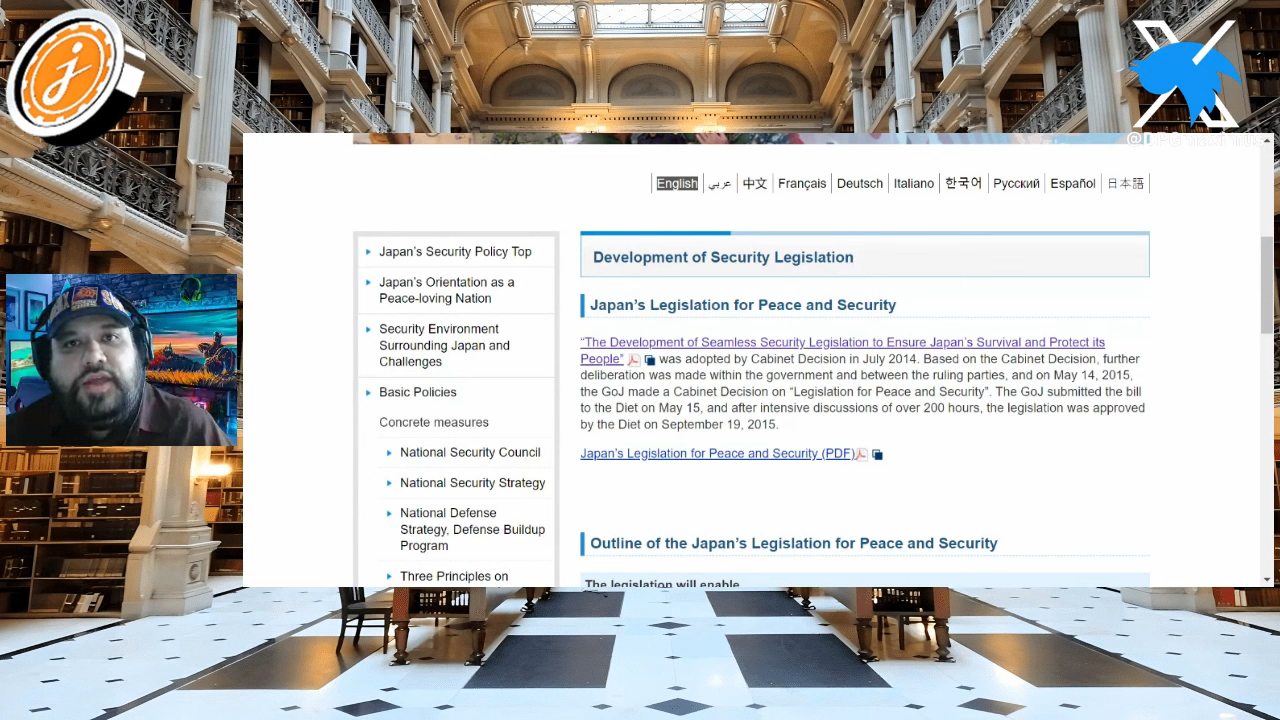 English عربي 中文 Français Deutsch Italiano 한국어 Русский Español 日本語
Japan's Security Policy Top
Japan's Orientation as a
Peace-loving Nation
Security Environment
Surrounding Japan and
Challenges
Basic Policies
Concrete measures
National Security Council
National Security Strategy
National Defense
Strategy, Defense Buildup
Program
Three Principles on
Development of Security Legislation
Japan's Legislation for Peace and Security
“The Development of Seamless Security Legislation to Ensure Japan's Survival and Protect its
People” was adopted by Cabinet Decision in July 2014. Based on the Cabinet Decision, further
deliberation was made within the government and between the ruling parties, and on May 14, 2015,
the GoJ made a Cabinet Decision on “Legislation for Peace and Security”. The GoJ submitted the bill
to the Diet on May 15, and after intensive discussions of over 200 hours, the legislation was approved
by the Diet on September 19, 2015.
Japan's Legislation for Peace and Security (PDF)
Outline of the Japan's Legislation for Peace and Security
The legislation will enable